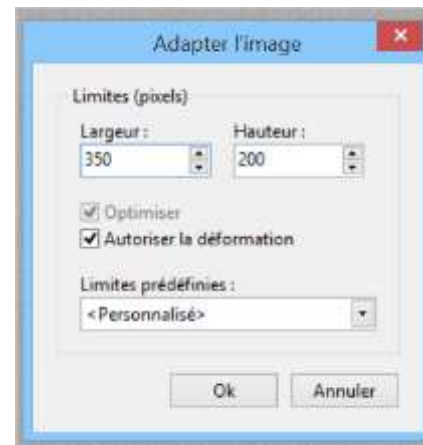 Adapter l'image
Limites (pixels)
Largeur : Hauteur :
350 200
Optimiser
Autoriser la déformation
Limites prédéfinies :
<Personnalisé>
Ok Annuler